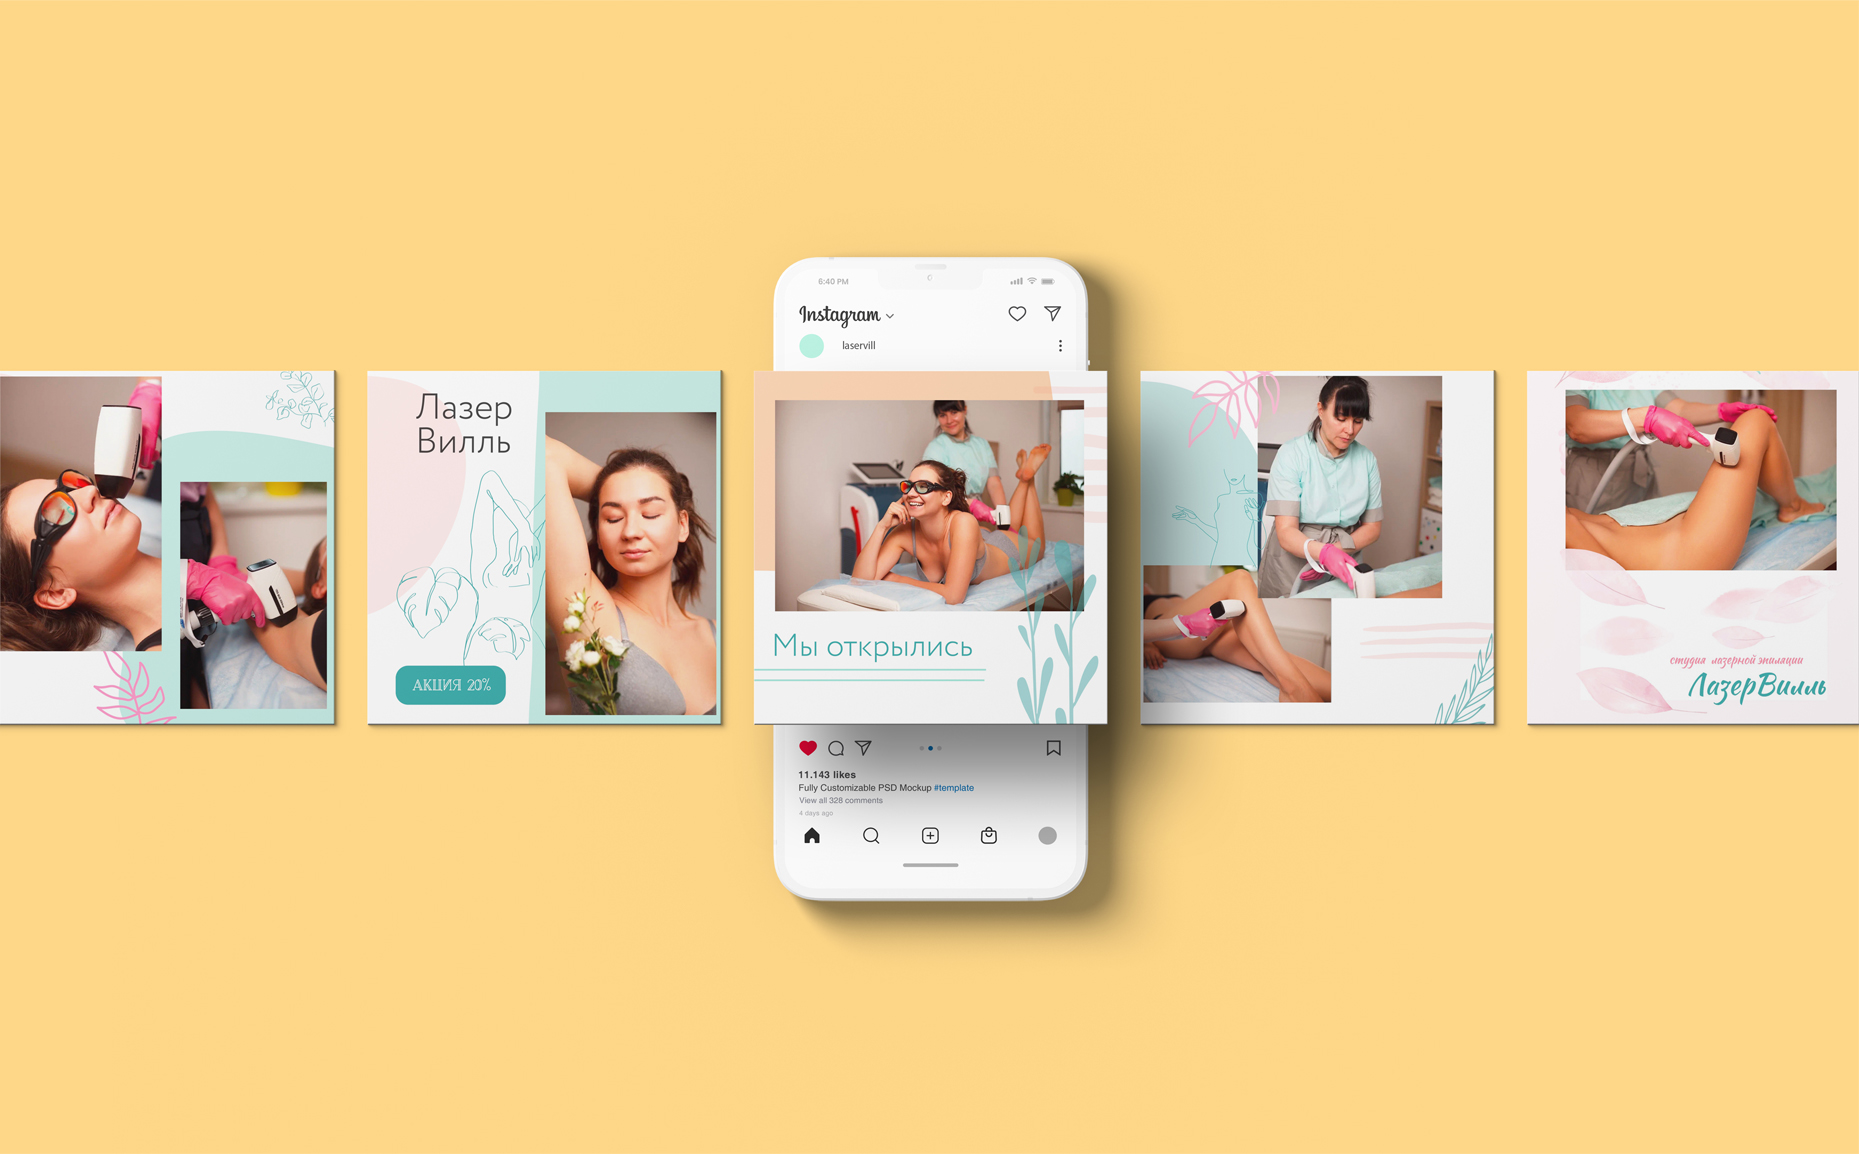 Лазер
Вилль
АКЦИЯ 20%
6:40 PM
Instagram
laservill
Мы открылись
11.143 likes
Fully Customizable PSD Mockup #template
View all 328 comments
4 days ago
студия лазерной эпиляции
ЛазерВилль